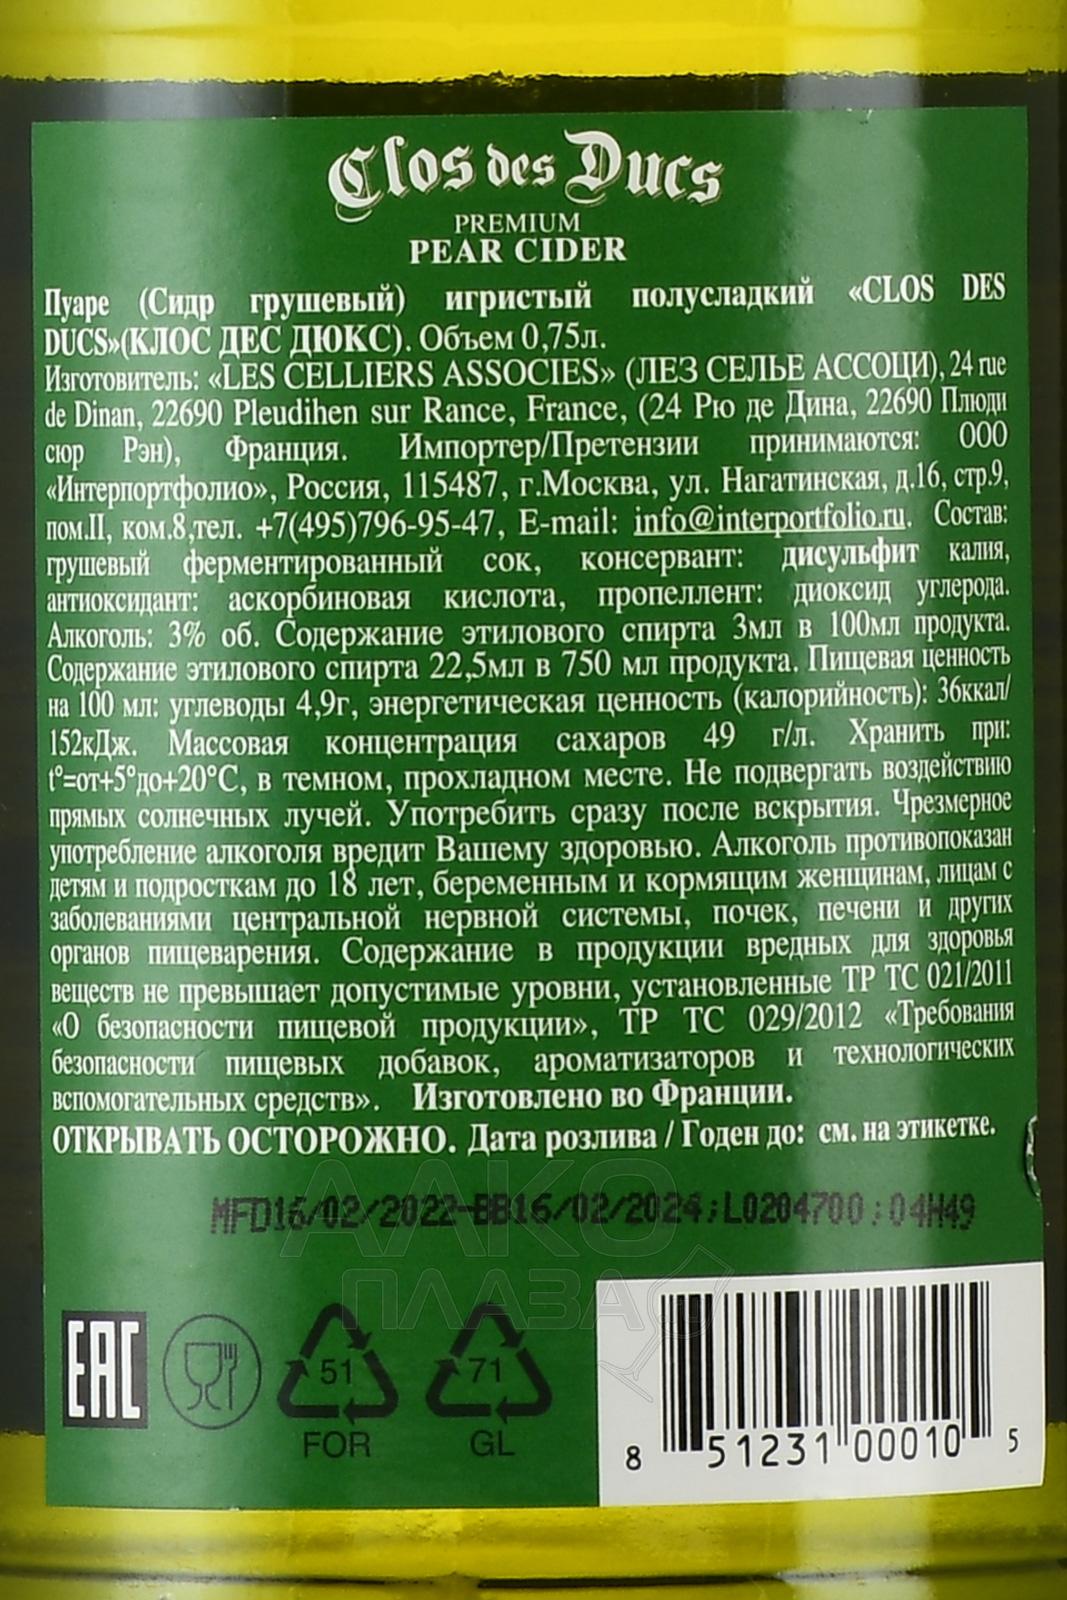 Clos des Ducs
PREMIUM
PEAR CIDER
Пуаре (Сидр грушевый) игристый полусладкий «CLOS DES
DUCS»(КЛОС ДЕС ДЮКС). Объем 0,75л.
Изготовитель: «LES CELLIERS ASSOCIES» (ЛЕЗ СЕЛЬЕ АССОЦИ), 24 rue
de Dinan, 22690 Pleudihen sur Rance, France, (24 Рю де Дина, 22690 Плюди
сюр Рэн), Франция. Импортер/Претензии принимаются: ООО
«Интерпортфолио», Россия, 115487, г.Москва, ул. Нагатинская, д.16, стр.9,
пом.II, ком.8,тел. +7(495)796-95-47, E-mail: info@interportfolio.ru. Состав:
грушевый ферментированный сок, консервант: дисульфит калия,
антиоксидант: аскорбиновая кислота, пропеллент: диоксид углерода.
Алкоголь: 3% об. Содержание этилового спирта 3мл в 100мл продукта.
Содержание этилового спирта 22,5мл в 750 мл продукта. Пищевая ценность
на 100 мл: углеводы 4,9г, энергетическая ценность (калорийность): 36ккал/
152кДж. Массовая концентрация сахаров 49 г/л. Хранить при:
t°=от+5°до+20°С, в темном, прохладном месте. Не подвергать воздействию
прямых солнечных лучей. Употребить сразу после вскрытия. Чрезмерное
употребление алкоголя вредит Вашему здоровью. Алкоголь противопоказан
детям и подросткам до 18 лет, беременным и кормящим женщинам, лицам с
заболеваниями центральной нервной системы, почек, печени и других
органов пищеварения. Содержание в продукции вредных для здоровья
веществ не превышает допустимые уровни, установленные ТР ТС 021/2011
«О безопасности пищевой продукции», ТР ТС 029/2012 «Требования
безопасности пищевых добавок, ароматизаторов и технологических
вспомогательных средств». Изготовлено во Франции.
ОТКРЫВАТЬ ОСТОРОЖНО. Дата розлива / Годен до: см. на этикетке.
MFD16/02/2022-BB16/02/2024;L0204700:04H49
АЛКО
ПЛАЗА
EAC
51
FOR
71
GL
8 51231 00010 5